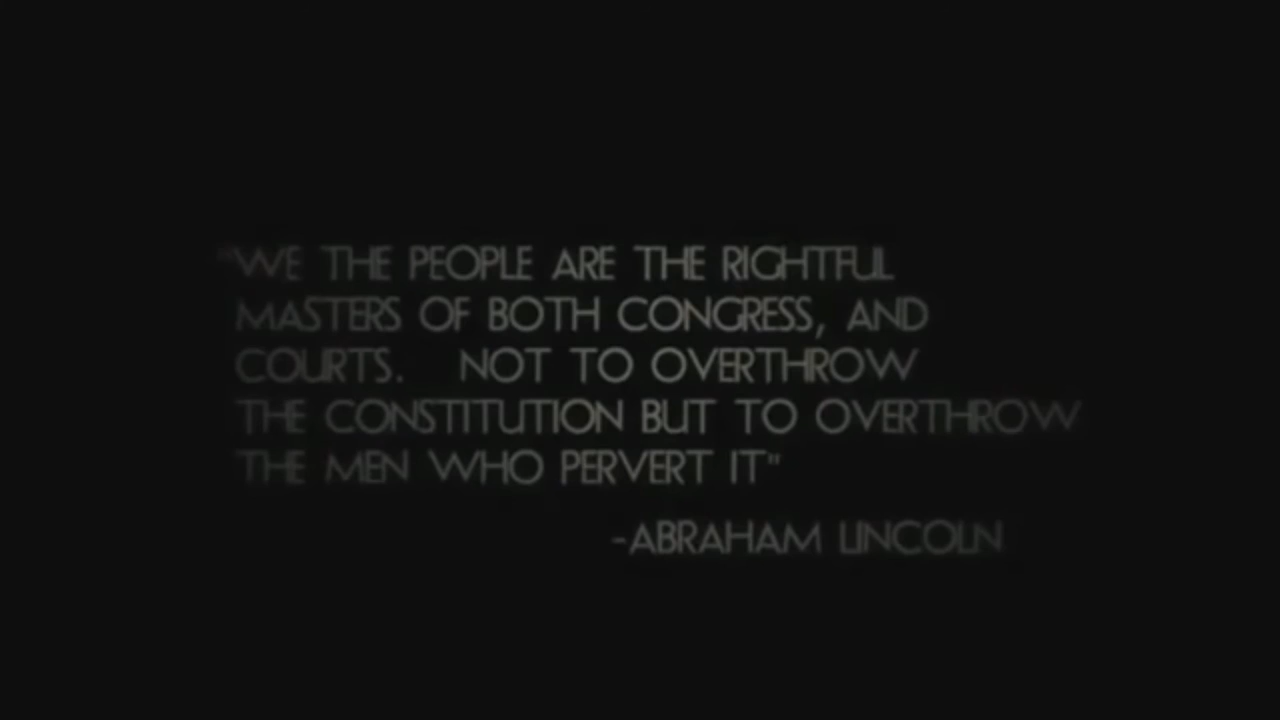 "WE THE PEOPLE ARE THE RIGHTFUL
MASTERS OF BOTH CONGRESS, AND
COURTS. NOT TO OVERTHROW
THE CONSTITUTION BUT TO OVERTHROW
THE MEN WHO PERVERT IT"
-ABRAHAM LINCOLN